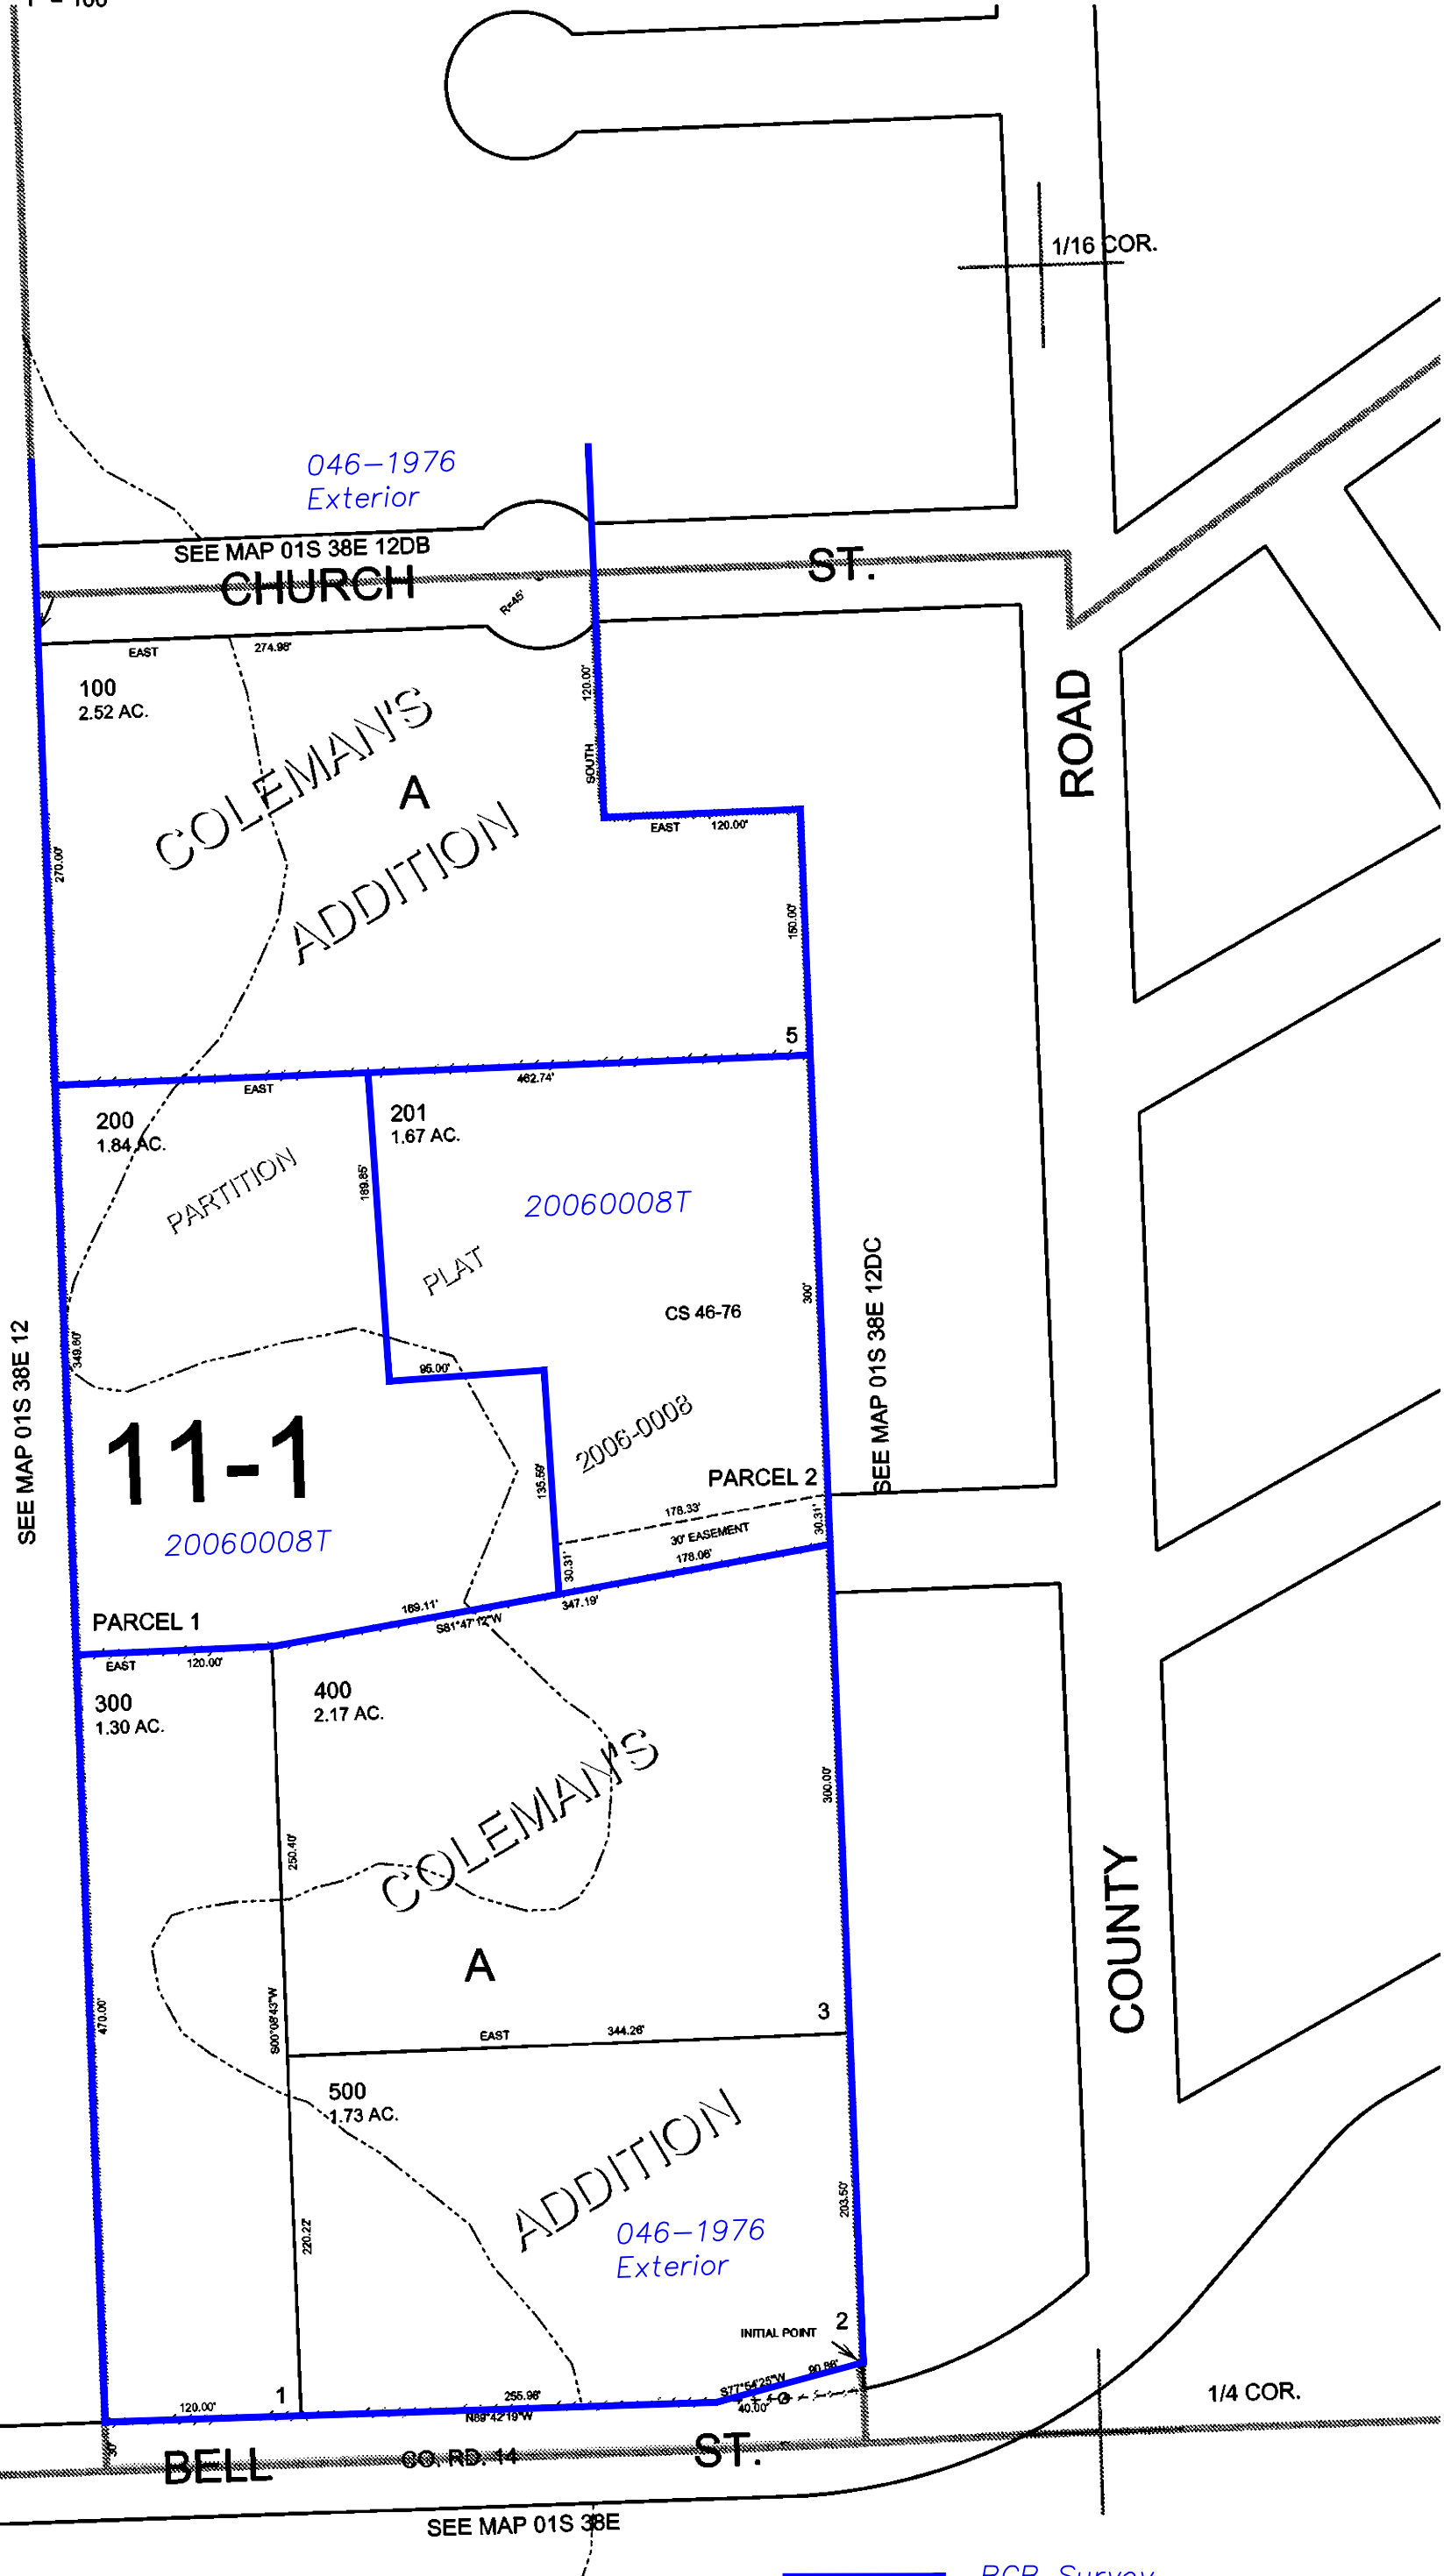 1/16 COR.
046-1976
Exterior
SEE MAP 01S 38E 12DB
CHURCH ST.
R=45'
EAST
274.98'
100
2.52 AC.
COLEMAN'S
A
ADDITION
120.00'
SOUTH
EAST 120.00'
ROAD
270.00'
150.00'
5
EAST
462.74'
200
1.84 AC.
201
1.67 AC.
PARTITION
189.85'
20060008T
PLAT
CS 46-76
300'
SEE MAP 01S 38E 12DC
SEE MAP 01S 38E 12
349.60'
95.00'
11-1
2006-0008
135.59'
PARCEL 2
178.33'
30' EASEMENT
30.31'
178.06'
30.31'
20060008T
169.11'
347.19'
S81°47'12"W
PARCEL 1
EAST 120.00'
300
1.30 AC.
400
2.17 AC.
COLEMAN'S
300.00'
250.40'
COUNTY
A
470.00'
S00°08'43"W
3
EAST 344.26'
500
1.73 AC.
ADDITION
203.50'
220.22'
046-1976
Exterior
INITIAL POINT
2
90.86'
S77°54'25"W
40.00'
120.00'
1
255.96'
N89°42'19"W
1/4 COR.
30'
BELL ST.
CO. RD. 14
SEE MAP 01S 38E